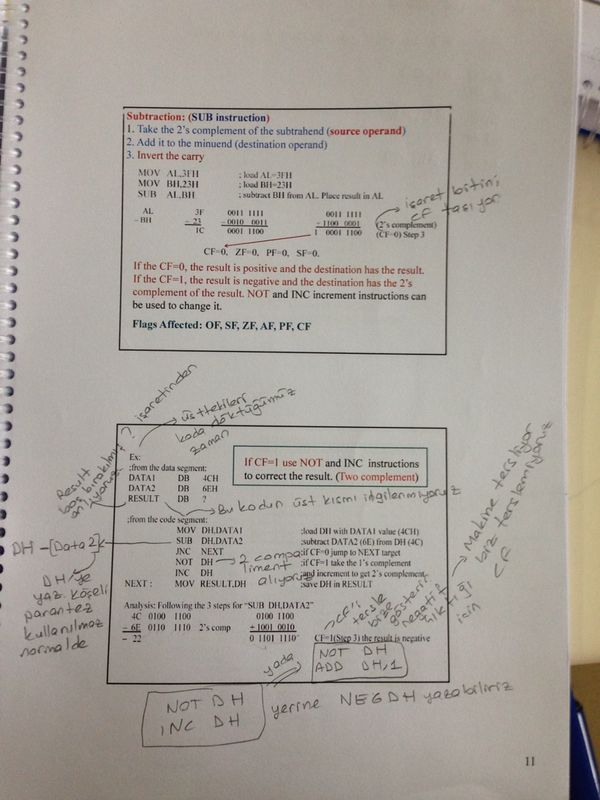 Subtraction: (SUB instruction)
1. Take the 2's complement of the subtrahend (source operand)
2. Add it to the minuend (destination operand)
3. Invert the carry
MOV AL,3FH ; load AL=3FH
MOV BH,23H ; load BH=23H
SUB AL,BH ; subtract BH from AL. Place result in AL
AL 3F 0011 1111 0011 1111
- BH - 23 - 0010 0011 - 1100 0001 (2's complement)
1C 0001 1100 1 0001 1100 (CF=0) Step 3
işaret bitini
CF taşıyor
CF=0, ZF=0, PF=0, SF=0.
If the CF=0, the result is positive and the destination has the result.
If the CF=1, the result is negative and the destination has the 2's
complement of the result. NOT and INC increment instructions can
be used to change it.
Flags Affected: OF, SF, ZF, AF, PF, CF
? işaretinden
üsttekileri
koda döktüğümüz
zaman
Result
boş bırakılmış
anlıyoruz
Ex:
;from the data segment:
DATA1 DB 4CH
DATA2 DB 6EH
RESULT DB ?
If CF=1 use NOT and INC instructions
to correct the result. (Two complement)
Bu kodun üst kısmı ilgilenmiyoruz
;from the code segment:
MOV DH,DATA1 ;load DH with DATA1 value (4CH)
SUB DH,DATA2 ;subtract DATA2 (6E) from DH (4C)
JNC NEXT ;if CF=0 jump to NEXT target
NOT DH ;if CF=1 take the 1's complement
INC DH ;and increment to get 2's complement
NEXT : MOV RESULT,DH ;save DH in RESULT
2 compa
liment
alıyoruz
DH -[Data2]
DH'ye
yaz. köşeli
parantez
kullanılmaz
normalde
Makine tersliyor
biz terslemiyoruz
CF
CF'i
tersle
bize
gösterir
negatif
çıktığı
için
Analysis: Following the 3 steps for "SUB DH,DATA2"
4C 0100 1100 0100 1100
- 6E 0110 1110 2's comp +1001 0010
- 22 0 1101 1110 CF=1(Step 3) the result is negative
yada
NOT DH
ADD DH,1
NOT DH
INC DH
yerine NEG DH yazabiliriz
11